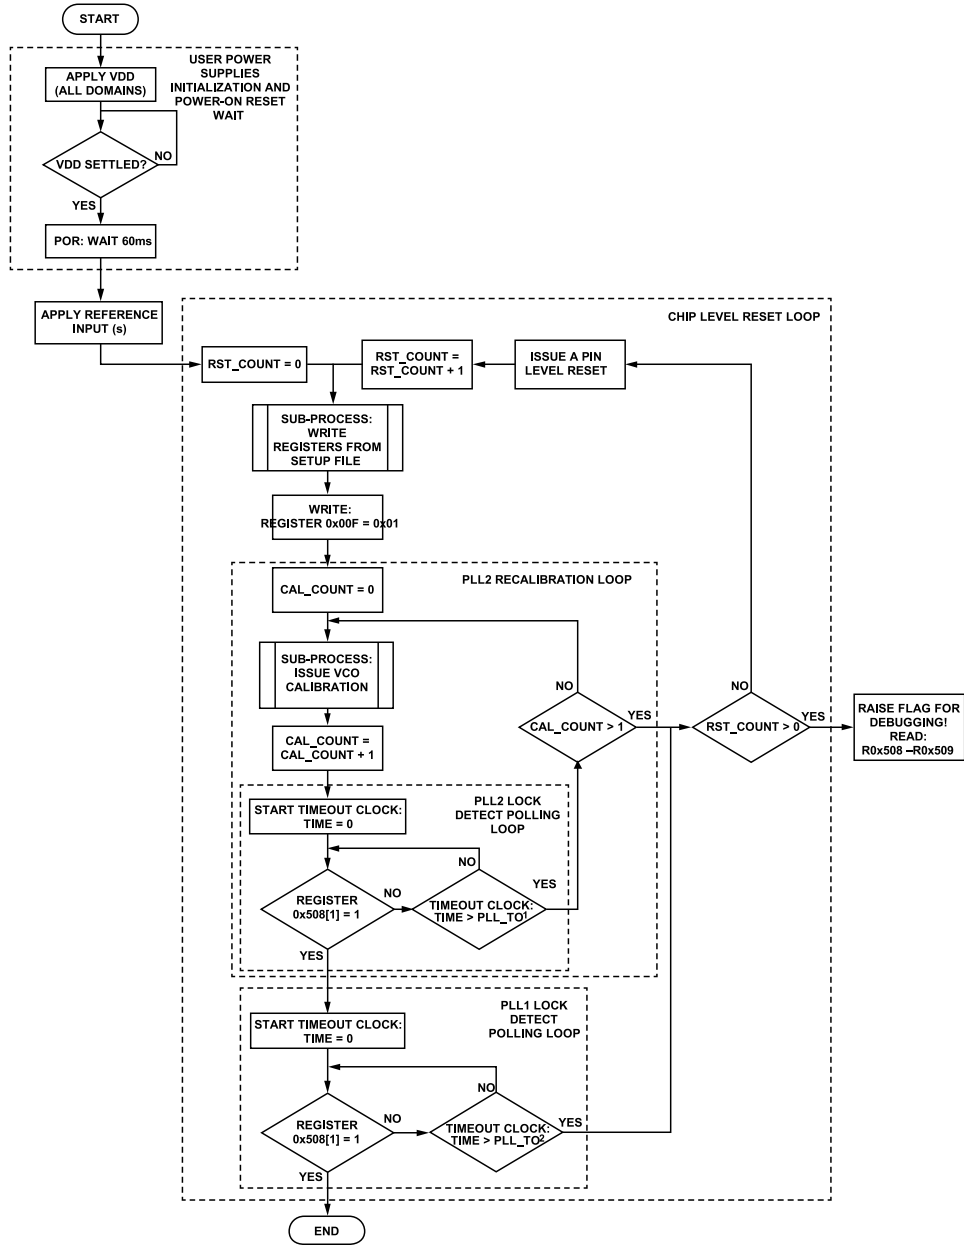 START
USER POWER
SUPPLIES
INITIALIZATION AND
POWER-ON RESET
WAIT
APPLY VDD
(ALL DOMAINS)
VDD SETTLED?
NO
YES
POR: WAIT 60ms
APPLY REFERENCE
INPUT (s)
CHIP LEVEL RESET LOOP
RST_COUNT = 0
RST_COUNT =
RST_COUNT + 1
ISSUE A PIN
LEVEL RESET
SUB-PROCESS:
WRITE
REGISTERS FROM
SETUP FILE
WRITE:
REGISTER 0x00F = 0x01
PLL2 RECALIBRATION LOOP
CAL_COUNT = 0
SUB-PROCESS:
ISSUE VCO
CALIBRATION
CAL_COUNT =
CAL_COUNT + 1
NO
CAL_COUNT > 1
YES
NO
RST_COUNT > 0
YES
RAISE FLAG FOR
DEBUGGING!
READ:
R0x508 –R0x509
PLL2 LOCK
DETECT POLLING
LOOP
START TIMEOUT CLOCK:
TIME = 0
NO
REGISTER
0x508[1] = 1
NO
TIMEOUT CLOCK:
TIME > PLL_TO1
YES
YES
PLL1 LOCK
DETECT
POLLING LOOP
START TIMEOUT CLOCK:
TIME = 0
NO
REGISTER
0x508[1] = 1
NO
TIMEOUT CLOCK:
TIME > PLL_TO2
YES
YES
END